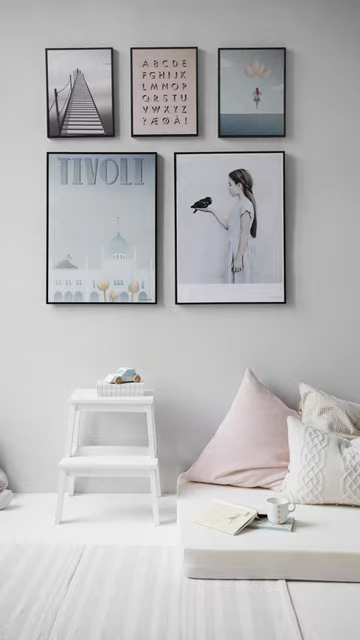 A B C D E
F G H I J K
L M N O P
Q R S T U
V W X Y Z
? Æ Ø Å !
TIVOLI